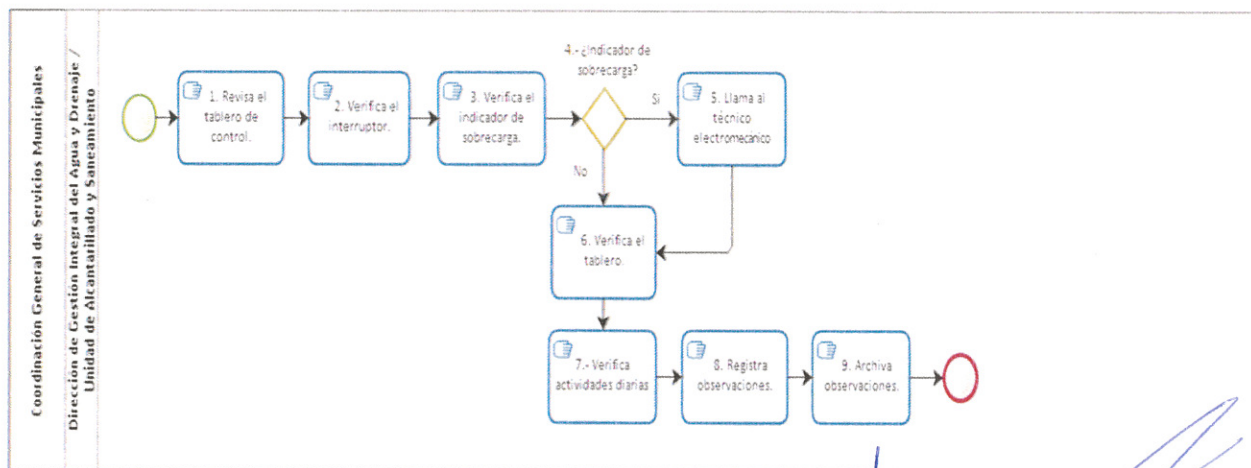 Coordinación General de Servicios Municipales
Dirección de Gestión Integral del Agua y Drenaje /
Unidad de Alcantarillado y Saneamiento
1. Revisa el
tablero de
control.
2. Verifica el
interruptor.
3. Verifica el
indicador de
sobrecarga.
4.- ¿Indicador de
sobrecarga?
Si
No
5. Llama al
técnico
electromecánico
6. Verifica el
tablero.
7.- Verifica
actividades diarias
8. Registra
observaciones.
9. Archiva
observaciones.